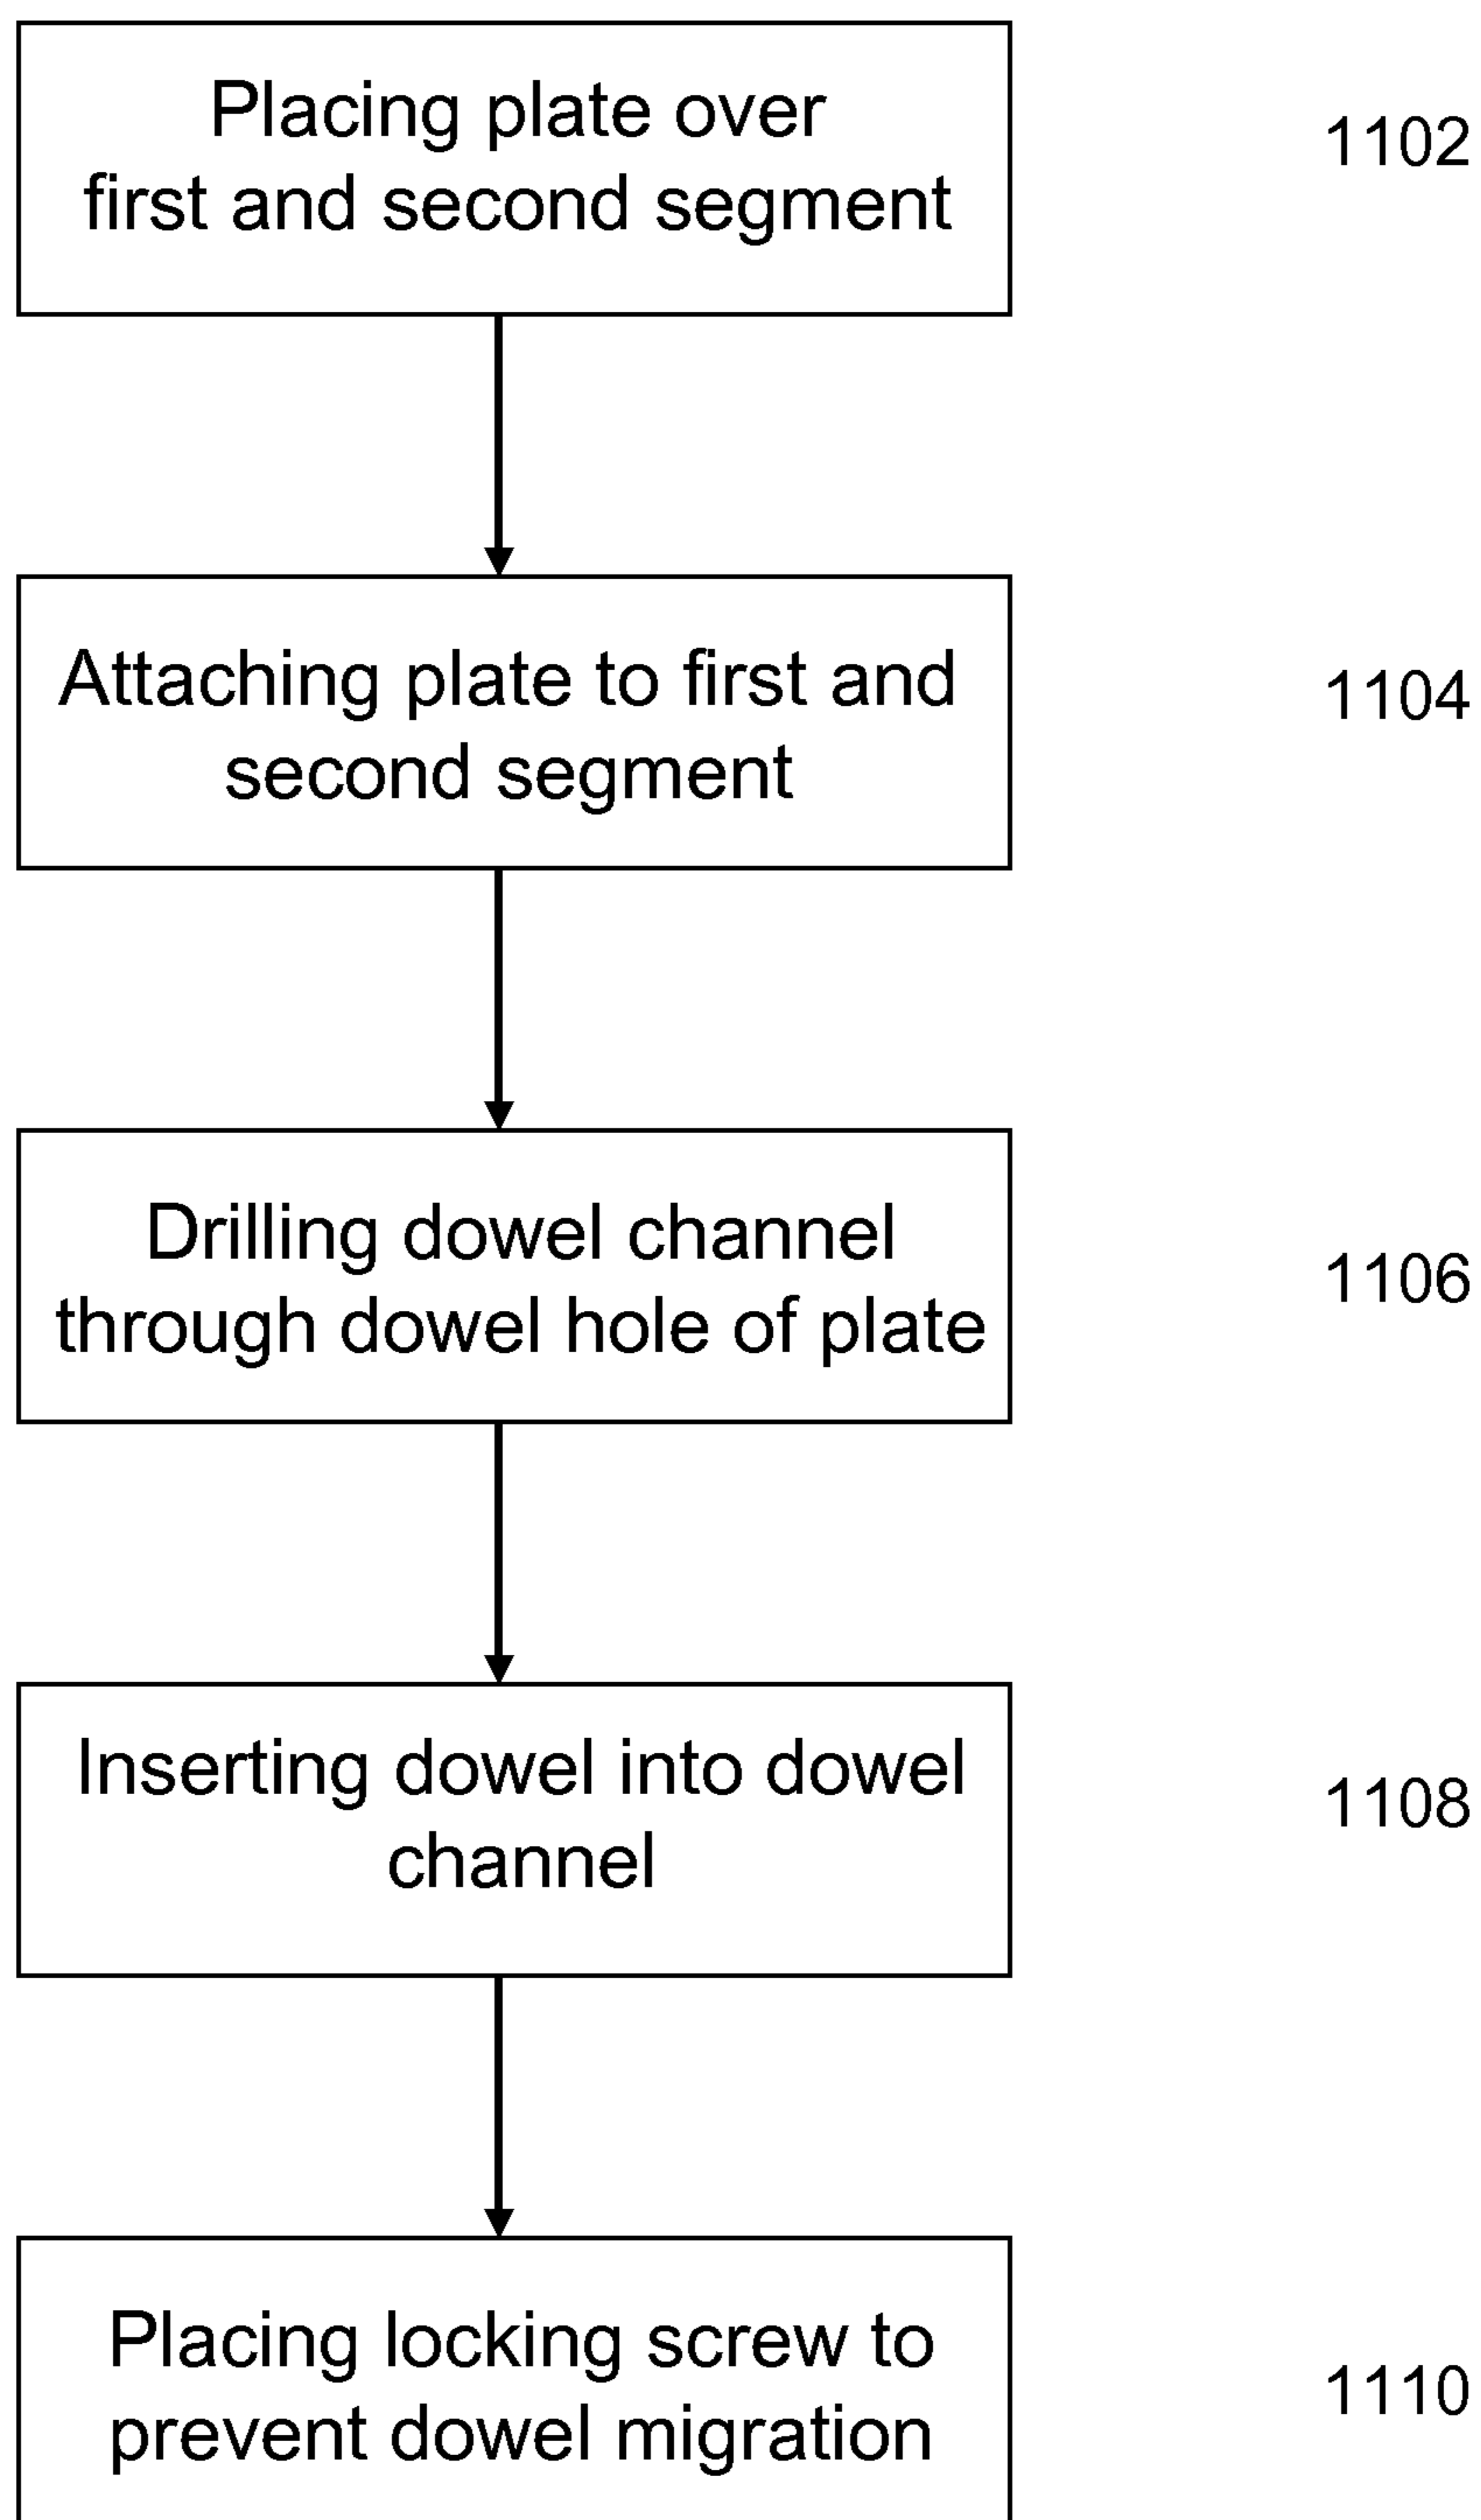 Placing plate over
first and second segment
1102
Attaching plate to first and
second segment
1104
Drilling dowel channel
through dowel hole of plate
1106
Inserting dowel into dowel
channel
1108
Placing locking screw to
prevent dowel migration
1110